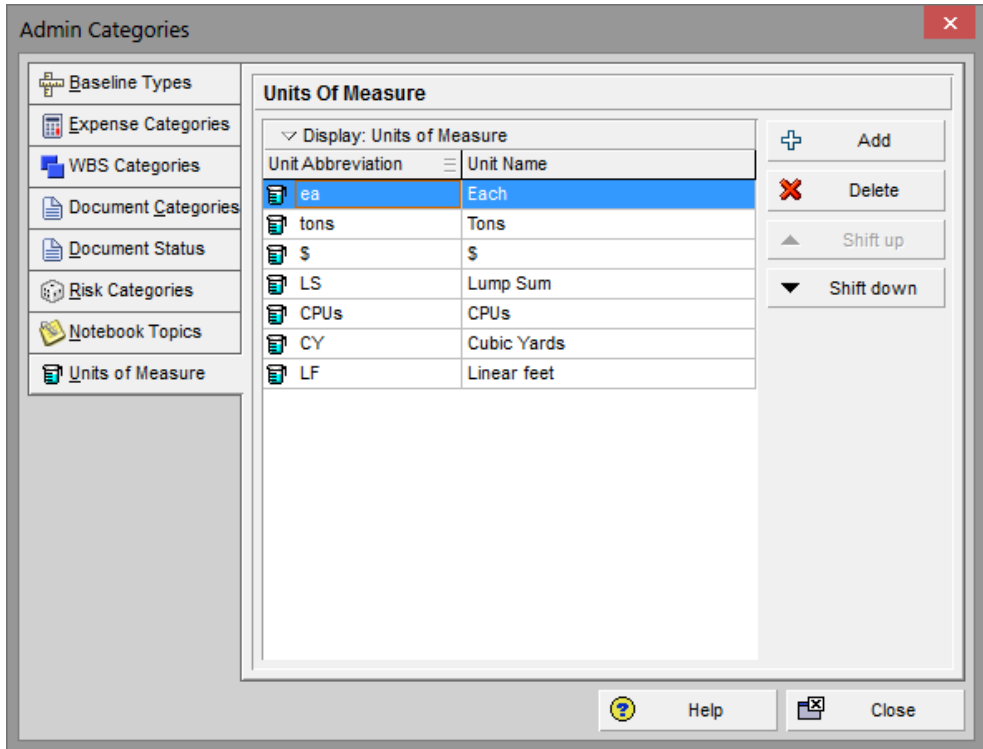 Admin Categories
Baseline Types
Expense Categories
WBS Categories
Document Categories
Document Status
Risk Categories
Notebook Topics
Units of Measure
Units Of Measure
Display: Units of Measure
Unit Abbreviation Unit Name
ea Each
tons Tons
$ $
LS Lump Sum
CPUs CPUs
CY Cubic Yards
LF Linear feet
Add
Delete
Shift up
Shift down
Help Close